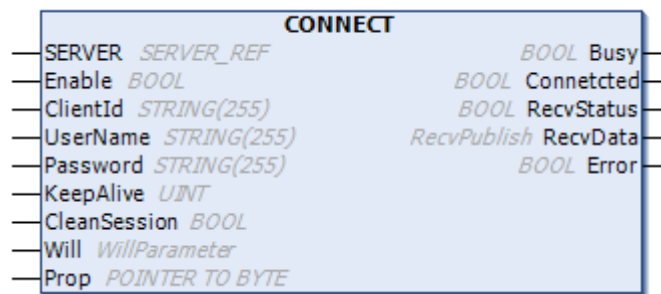 CONNECT
SERVER SERVER_REF BOOL Busy
Enable BOOL BOOL Connetcted
ClientId STRING(255) BOOL RecvStatus
UserName STRING(255) RecvPublish RecvData
Password STRING(255) BOOL Error
KeepAlive UINT
CleanSession BOOL
Will WillParameter
Prop POINTER TO BYTE